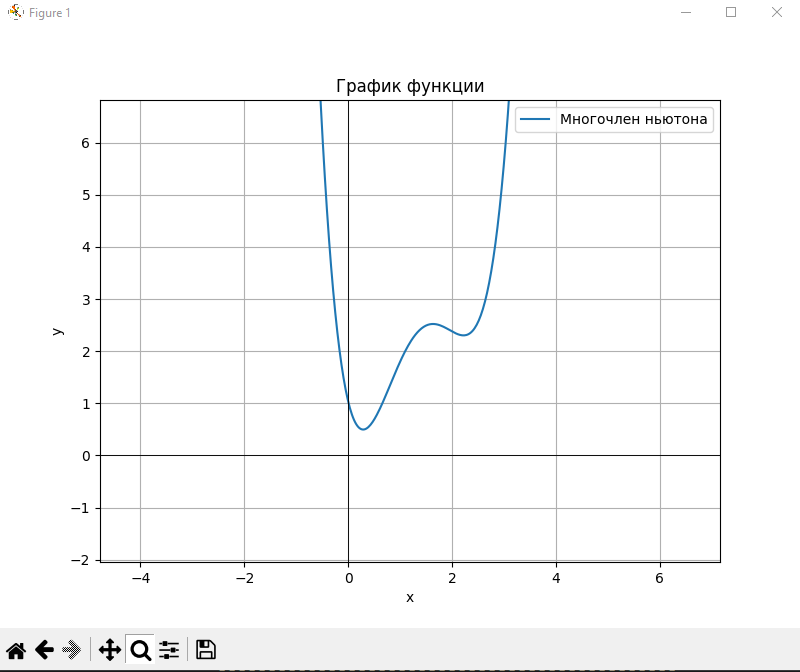 Figure 1
График функции
Многочлен ньютона
6
5
4
3
2
1
0
−1
−2
y
−4 −2 0 2 4 6
x